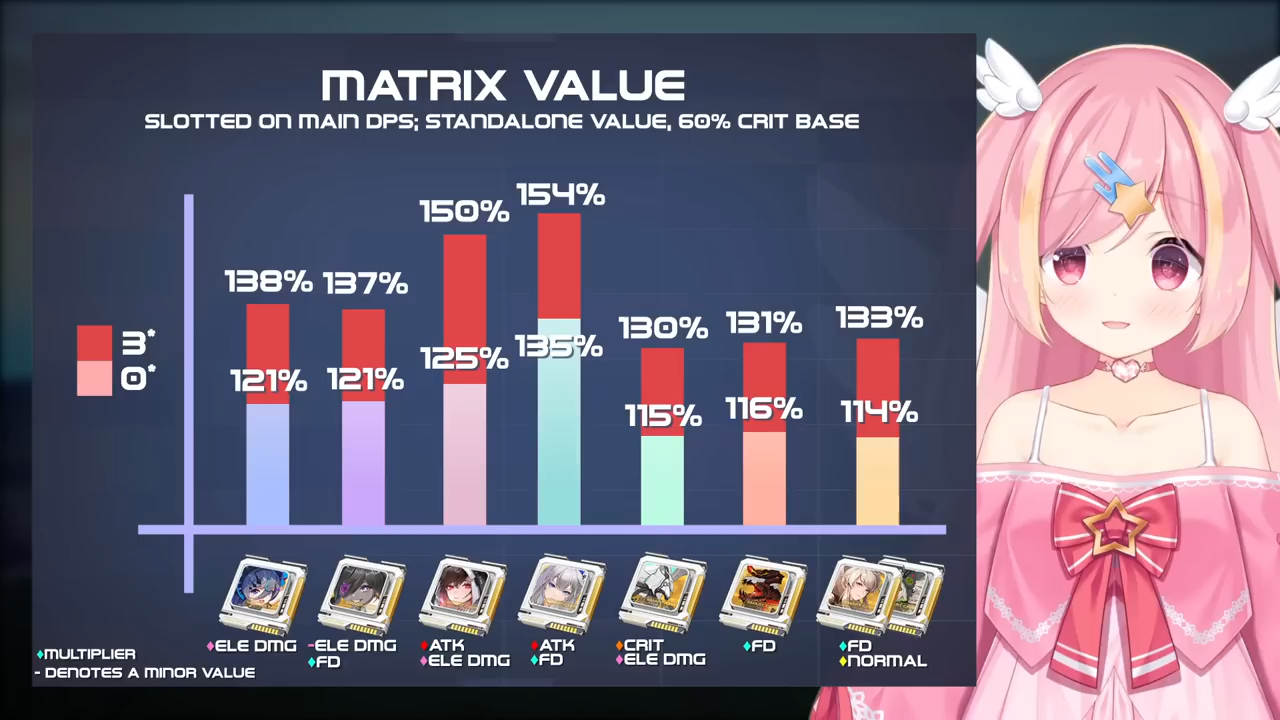 MATRIX VALUE
SLOTTED ON MAIN DPS; STANDALONE VALUE, 60% CRIT BASE
154%
150%
138% 137%
133%
131%
130%
3*
0*
135%
125%
121% 121%
116%
114%
115%
♦ELE DMG -ELE DMG ♦ATK ♦ATK ♦CRIT ♦FD ♦FD
♦FD ♦ELE DMG ♦FD ♦ELE DMG ♦NORMAL
♦MULTIPLIER
- DENOTES A MINOR VALUE